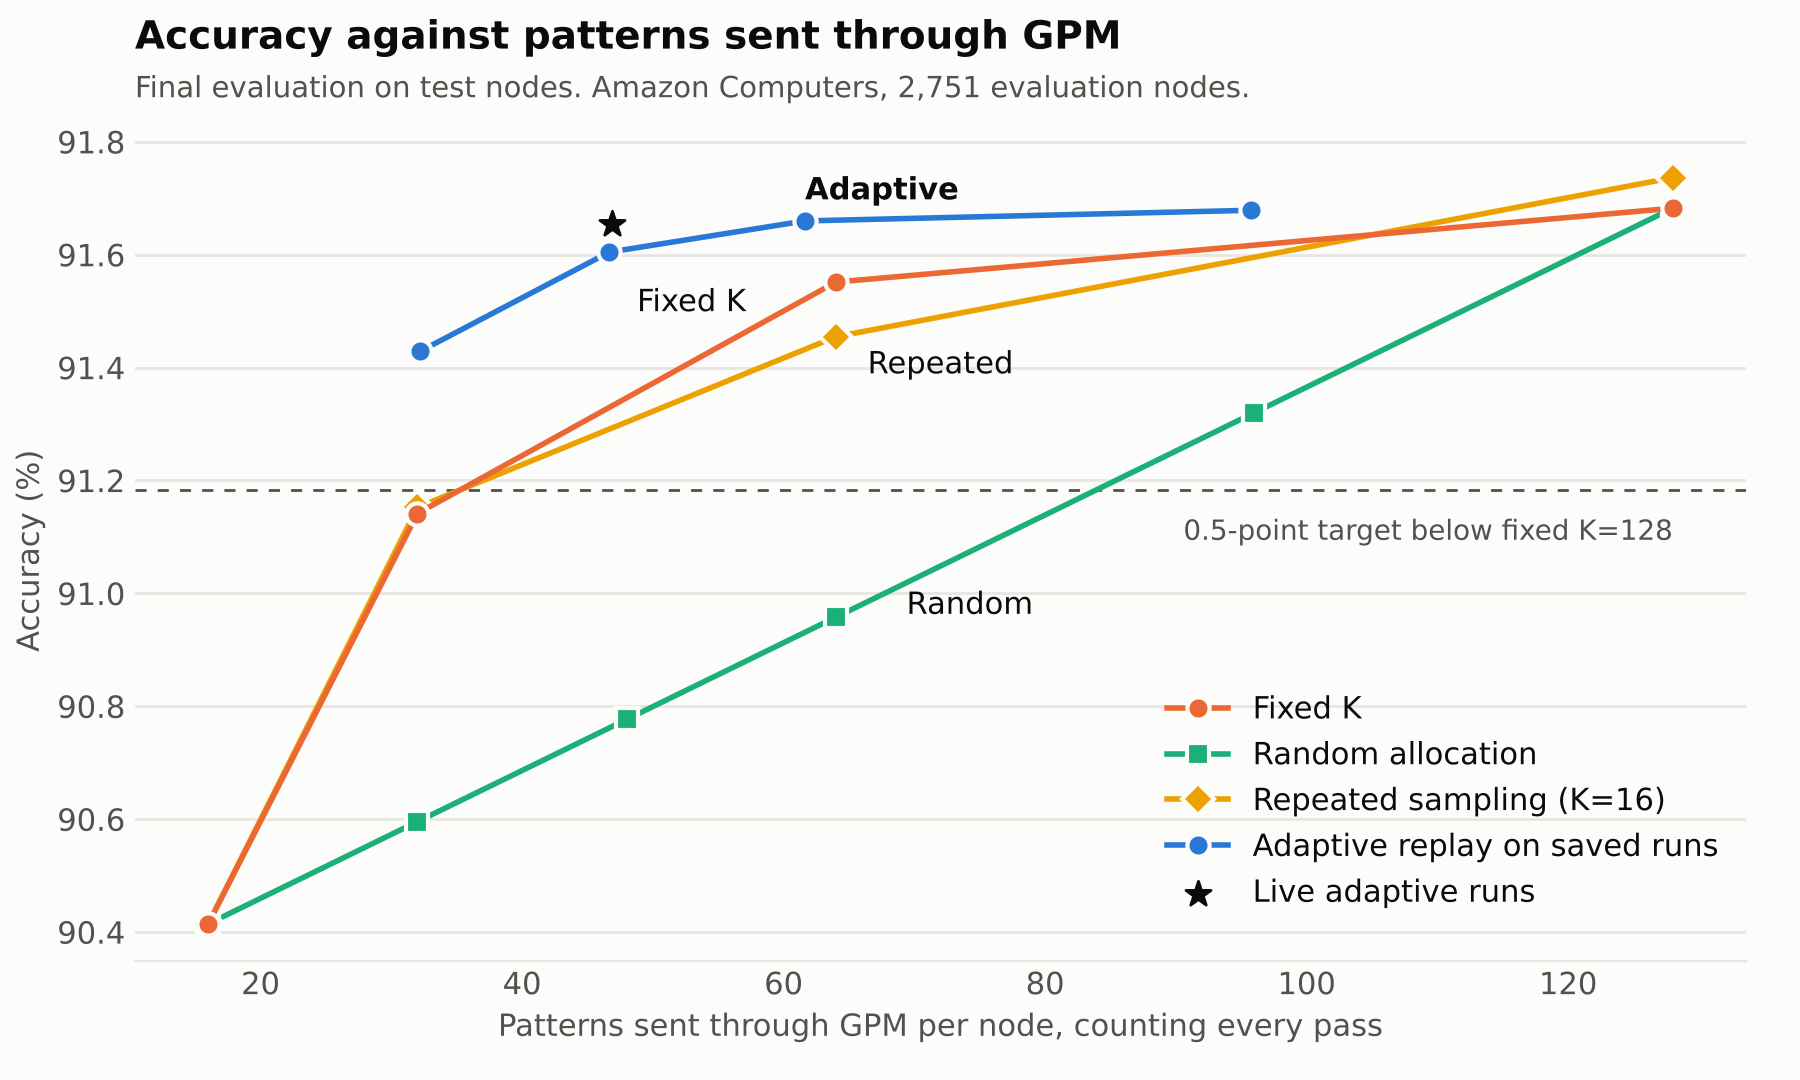 Accuracy against patterns sent through GPM
Final evaluation on test nodes. Amazon Computers, 2,751 evaluation nodes.
Accuracy (%)
91.8
91.6
91.4
91.2
91.0
90.8
90.6
90.4
Adaptive
Fixed K
Repeated
0.5-point target below fixed K=128
Random
Fixed K
Random allocation
Repeated sampling (K=16)
Adaptive replay on saved runs
Live adaptive runs
20 40 60 80 100 120
Patterns sent through GPM per node, counting every pass